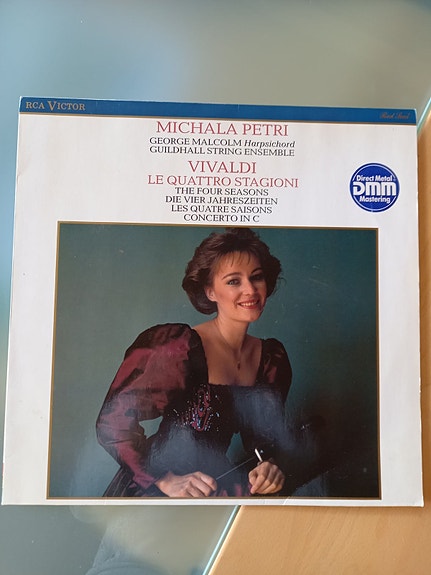 RCA VICTOR
Red Seal
MICHALA PETRI
GEORGE MALCOLM Harpsichord
GUILDHALL STRING ENSEMBLE
VIVALDI
LE QUATTRO STAGIONI
THE FOUR SEASONS
DIE VIER JAHRESZEITEN
LES QUATRE SAISONS
CONCERTO IN C
Direct Metal
DMM
Mastering